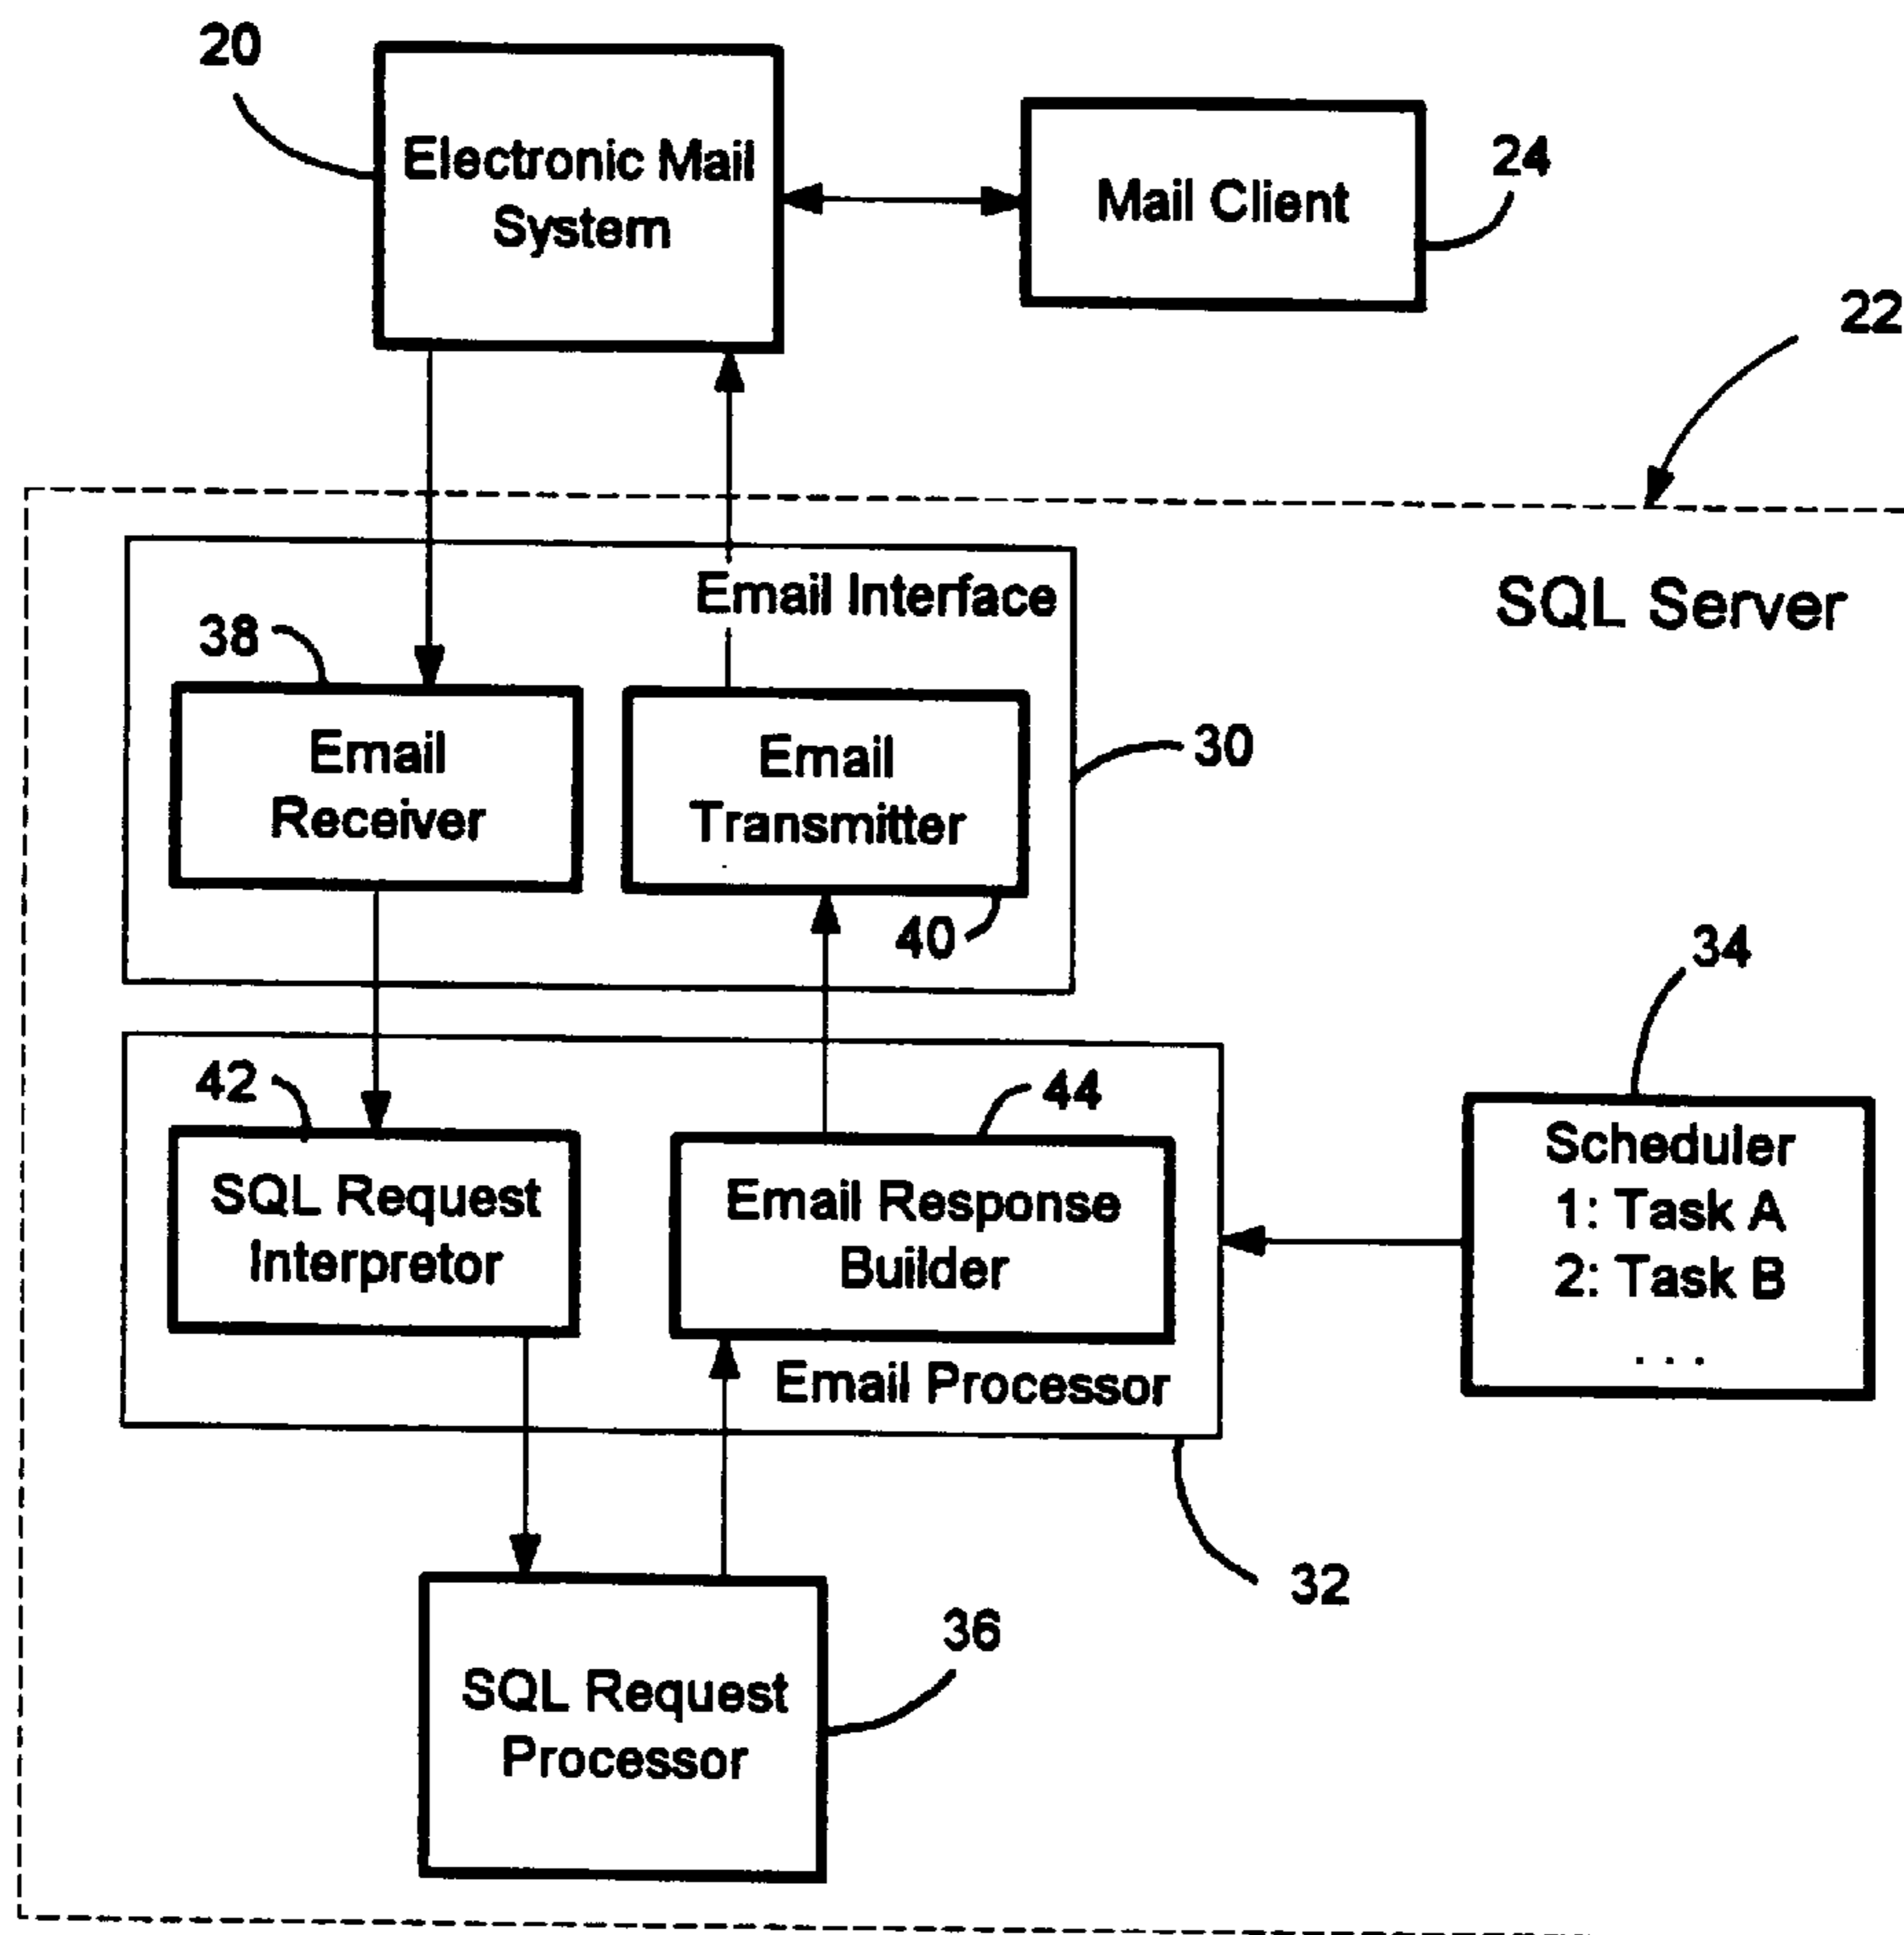 20
Electronic Mail
System
Mail Client
24
22
SQL Server
Email Interface
38
Email
Receiver
Email
Transmitter
30
40
34
42
44
SQL Request
Interpretor
Email Response
Builder
Email Processor
Scheduler
1: Task A
2: Task B
. . .
32
36
SQL Request
Processor